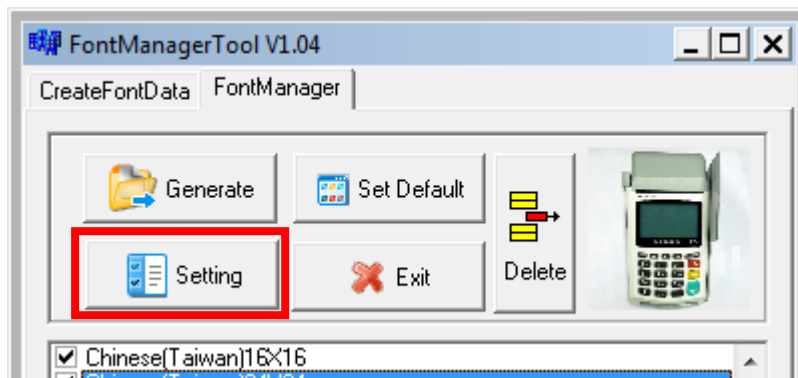 FontManagerTool V1.04
CreateFontData FontManager
Generate Set Default
Setting Exit Delete
Chinese(Taiwan)16X16